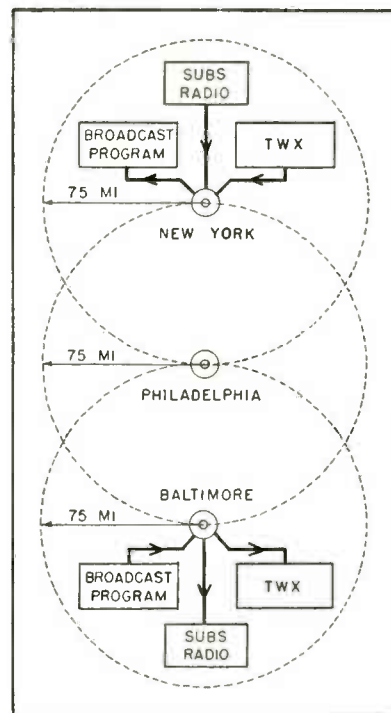 SUBS
RADIO
BROADCAST
PROGRAM
TWX
75 MI
NEW YORK
75 MI
PHILADELPHIA
BALTIMORE
75 MI
BROADCAST
PROGRAM
TWX
SUBS
RADIO